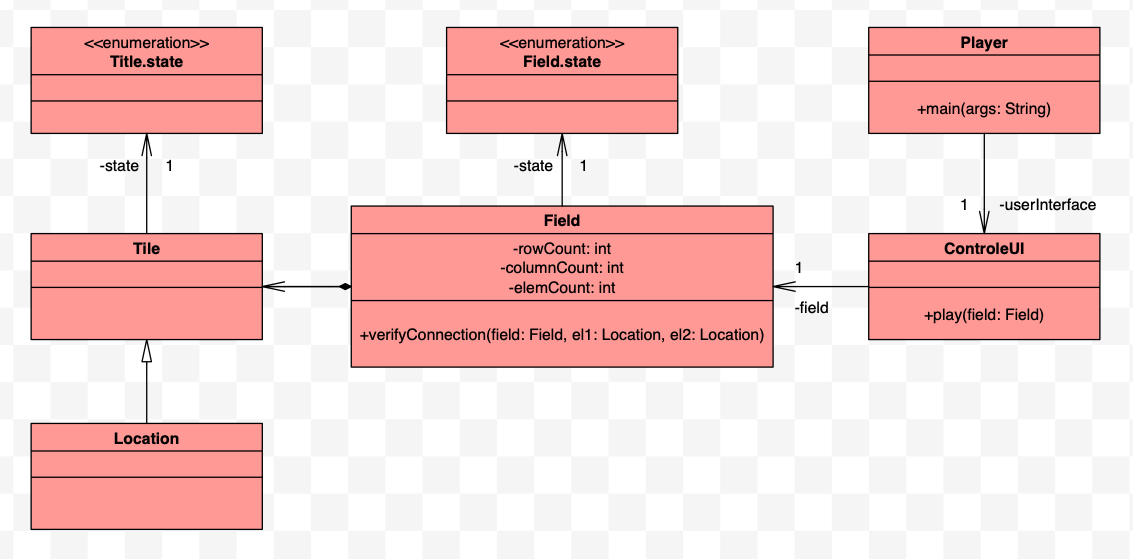 <<enumeration>>
Title.state
<<enumeration>>
Field.state
Player
+main(args: String)
-state
1
-state
1
1
-userInterface
Tile
Field
-rowCount: int
-columnCount: int
-elemCount: int
+verifyConnection(field: Field, el1: Location, el2: Location)
1
-field
ControleUI
+play(field: Field)
Location